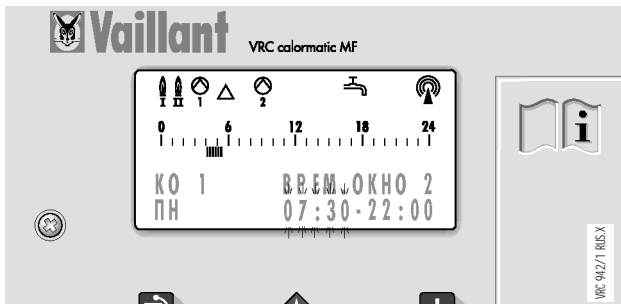 Vaillant
VRC calormatic MF
I II 1 2
0 6 12 18 24
КО 1 ВРЕМ.ОКНО 2
ПН 07:30-22:00
i
VRC 942/1 RUS.X